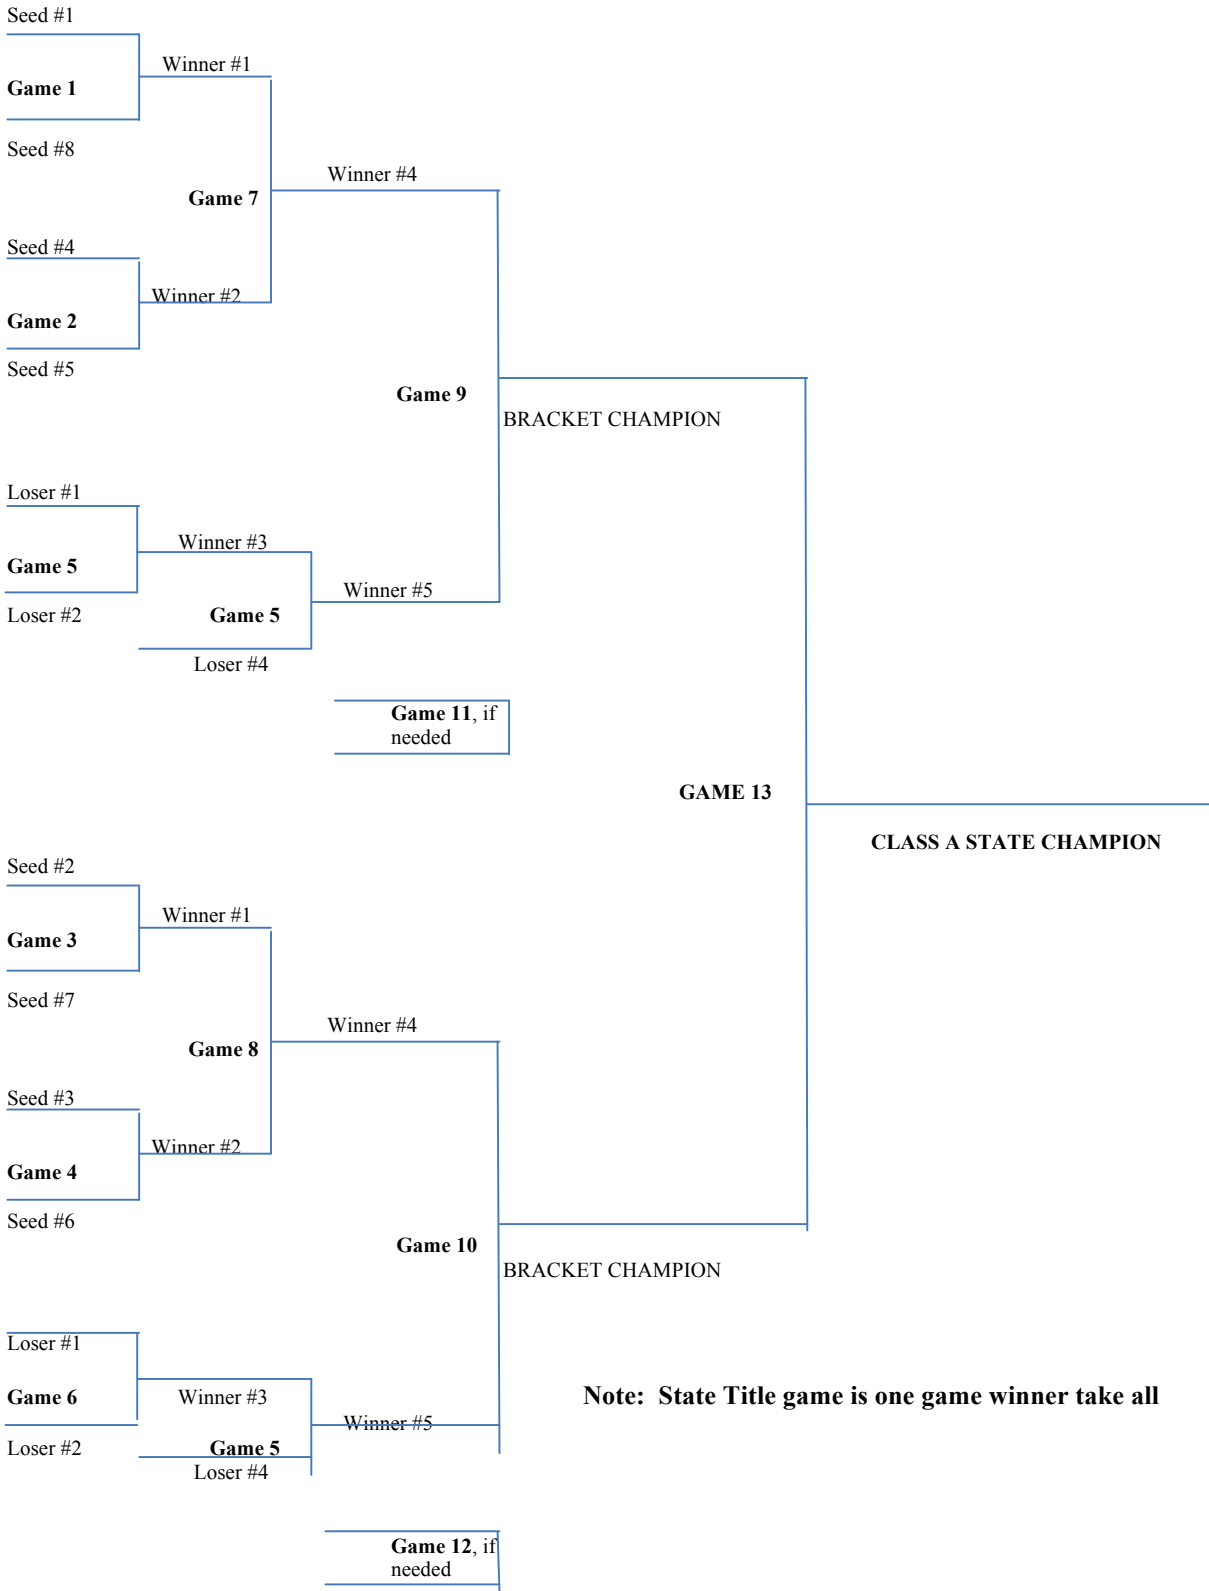 Seed #1
Winner #1
Game 1
Seed #8
Winner #4
Game 7
Seed #4
Winner #2
Game 2
Seed #5
Game 9
BRACKET CHAMPION
Loser #1
Winner #3
Game 5
Winner #5
Loser #2
Game 5
Loser #4
Game 11, if
needed
GAME 13
CLASS A STATE CHAMPION
Seed #2
Winner #1
Game 3
Seed #7
Winner #4
Game 8
Seed #3
Winner #2
Game 4
Seed #6
Game 10
BRACKET CHAMPION
Loser #1
Game 6
Winner #3
Note: State Title game is one game winner take all
Winner #5
Loser #2
Game 5
Loser #4
Game 12, if
needed